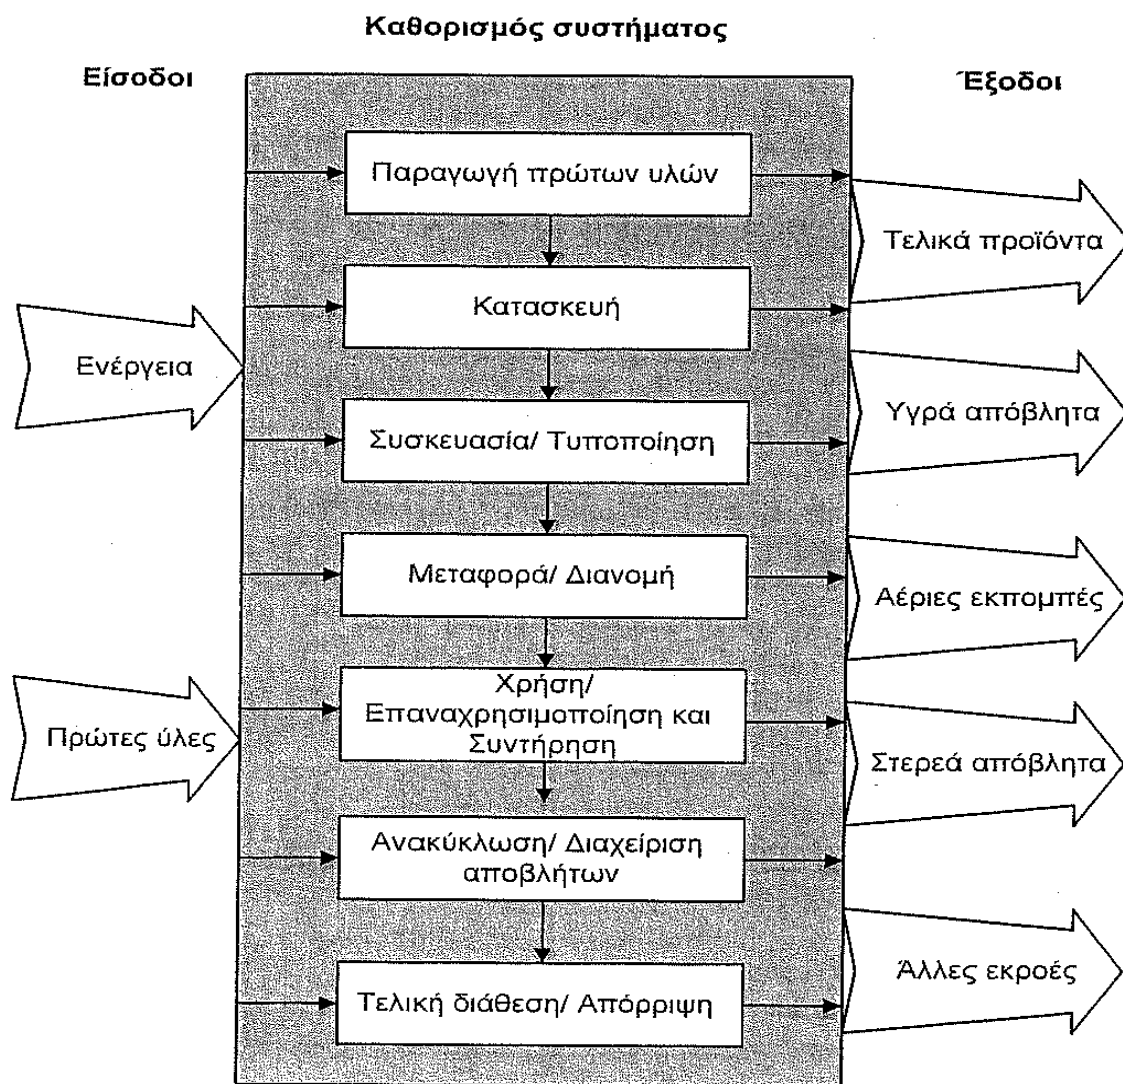 Καθορισμός συστήματος
Είσοδοι
Έξοδοι
Παραγωγή πρώτων υλών
Τελικά προϊόντα
Κατασκευή
Ενέργεια
Υγρά απόβλητα
Συσκευασία/ Τυποποίηση
Μεταφορά/ Διανομή
Αέριες εκπομπές
Χρήση/
Επαναχρησιμοποίηση και
Συντήρηση
Πρώτες ύλες
Στερεά απόβλητα
Ανακύκλωση/ Διαχείριση
αποβλήτων
Άλλες εκροές
Τελική διάθεση/ Απόρριψη